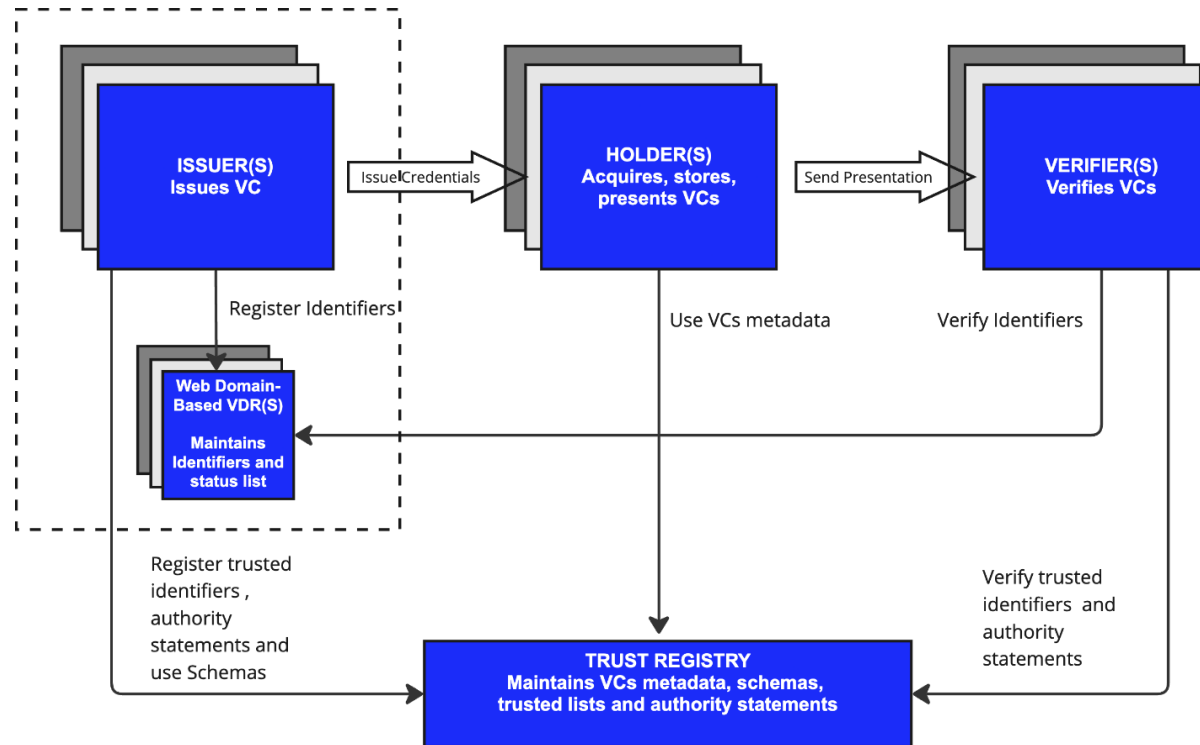 ISSUER(S)
Issues VC
Issue Credentials
HOLDER(S)
Acquires, stores,
presents VCs
Send Presentation
VERIFIER(S)
Verifies VCs
Register Identifiers
Use VCs metadata
Verify Identifiers
Web Domain-
Based VDR(S)
Maintains
Identifiers and
status list
Register trusted
identifiers ,
authority
statements and
use Schemas
Verify trusted
identifiers and
authority
statements
TRUST REGISTRY
Maintains VCs metadata, schemas,
trusted lists and authority statements